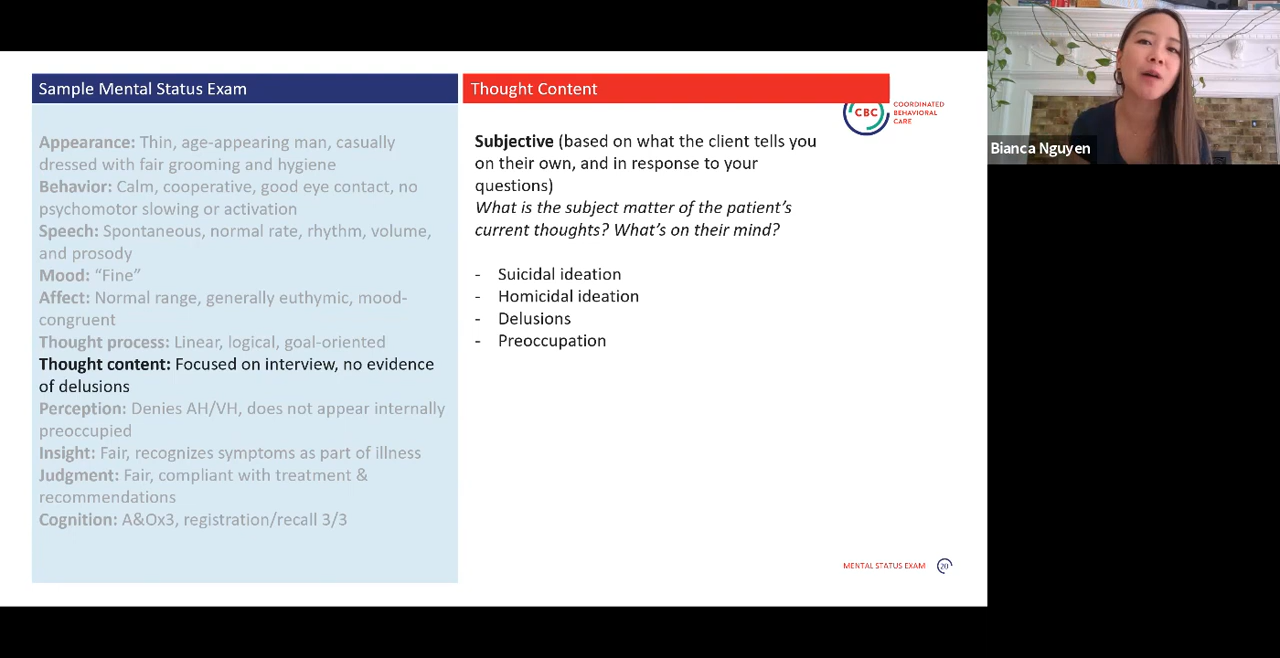 Sample Mental Status Exam
Appearance: Thin, age-appearing man, casually
dressed with fair grooming and hygiene
Behavior: Calm, cooperative, good eye contact, no
psychomotor slowing or activation
Speech: Spontaneous, normal rate, rhythm, volume,
and prosody
Mood: “Fine”
Affect: Normal range, generally euthymic, mood-
congruent
Thought process: Linear, logical, goal-oriented
Thought content: Focused on interview, no evidence
of delusions
Perception: Denies AH/VH, does not appear internally
preoccupied
Insight: Fair, recognizes symptoms as part of illness
Judgment: Fair, compliant with treatment &
recommendations
Cognition: A&Ox3, registration/recall 3/3
Thought Content
CBC
COORDINATED
BEHAVIORAL
CARE
Subjective (based on what the client tells you
on their own, and in response to your
questions)
What is the subject matter of the patient’s
current thoughts? What’s on their mind?
- Suicidal ideation
- Homicidal ideation
- Delusions
- Preoccupation
MENTAL STATUS EXAM 20
Bianca Nguyen